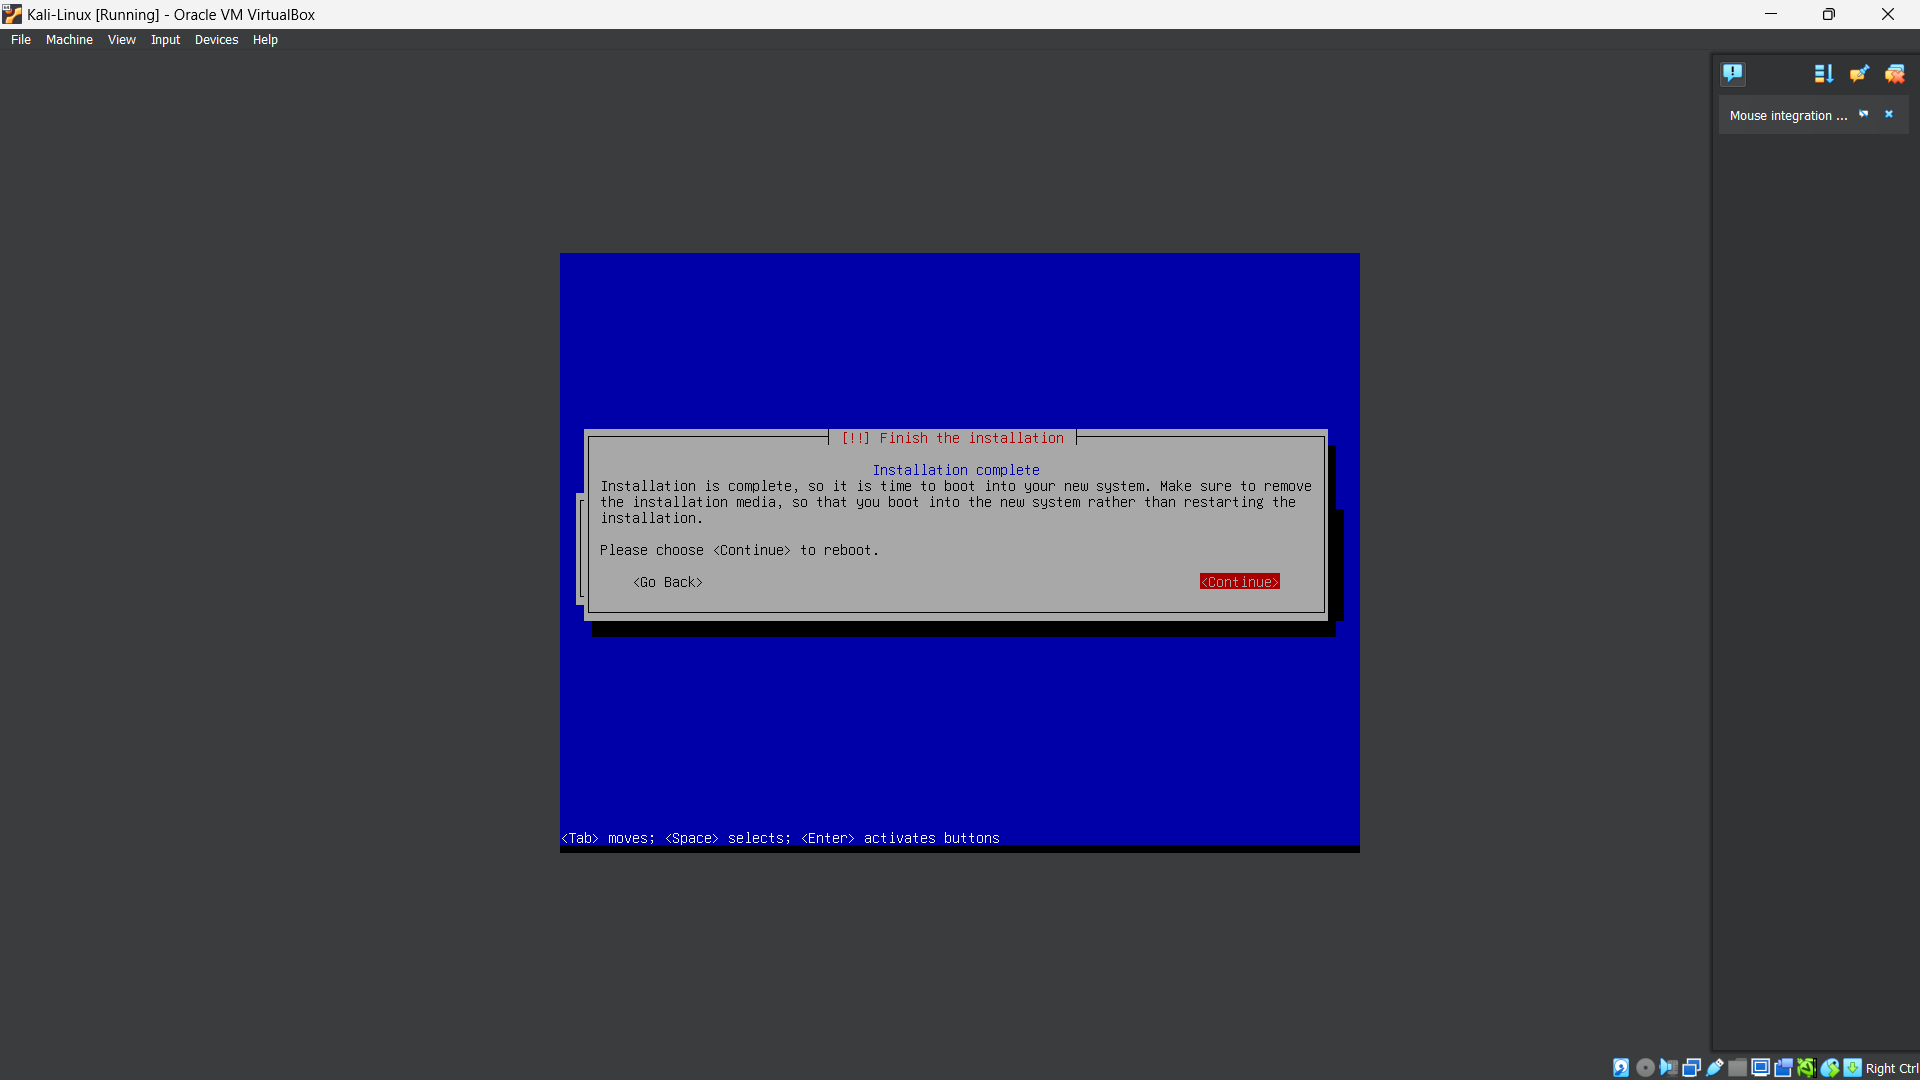 Kali-Linux [Running] - Oracle VM VirtualBox
File Machine View Input Devices Help
Mouse integration ...
[!!] Finish the installation
Installation complete
Installation is complete, so it is time to boot into your new system. Make sure to remove
the installation media, so that you boot into the new system rather than restarting the
installation.
Please choose <Continue> to reboot.
<Go Back> <Continue>
<Tab> moves; <Space> selects; <Enter> activates buttons
Right Ctrl